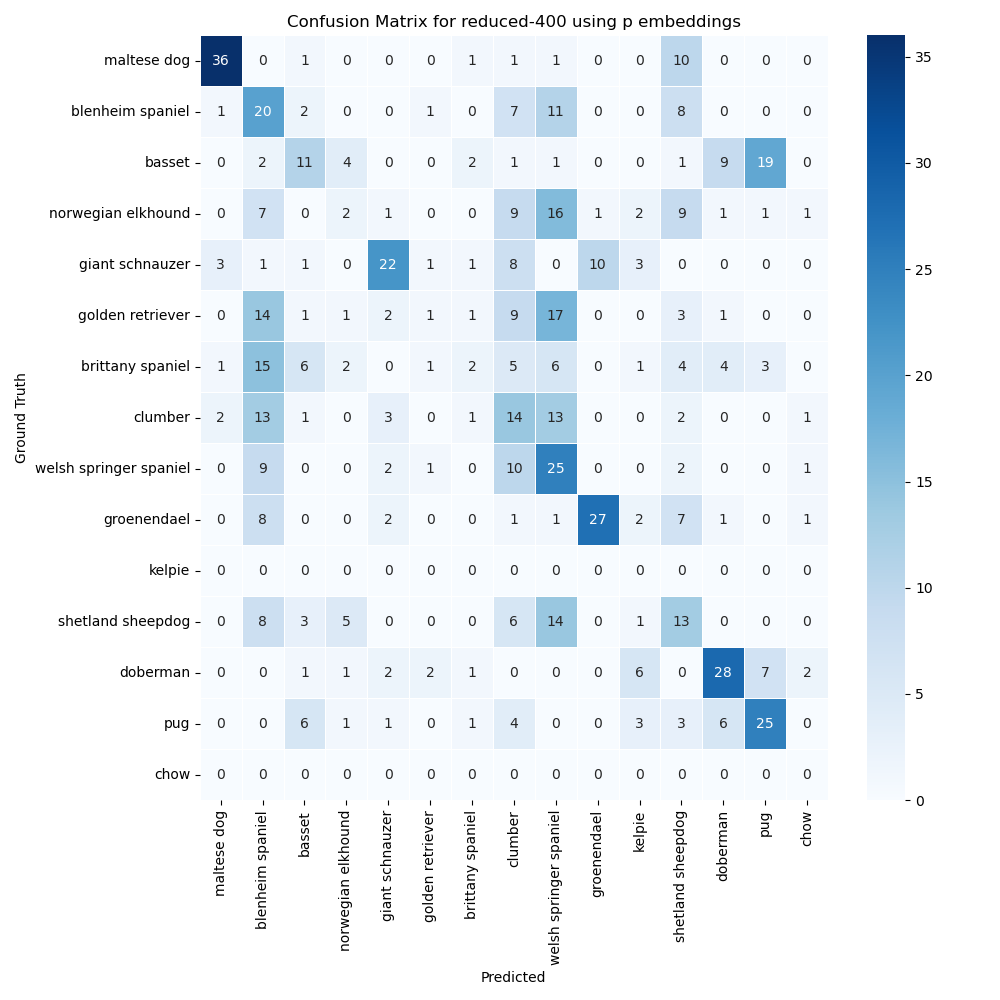 Confusion Matrix for reduced-400 using p embeddings
Ground Truth
maltese dog 36 0 1 0 0 0 1 1 1 0 0 10 0 0 0
blenheim spaniel 1 20 2 0 0 1 0 7 11 0 0 8 0 0 0
basset 0 2 11 4 0 0 2 1 1 0 0 1 9 19 0
norwegian elkhound 0 7 0 2 1 0 0 9 16 1 2 9 1 1 1
giant schnauzer 3 1 1 0 22 1 1 8 0 10 3 0 0 0 0
golden retriever 0 14 1 1 2 1 1 9 17 0 0 3 1 0 0
brittany spaniel 1 15 6 2 0 1 2 5 6 0 1 4 4 3 0
clumber 2 13 1 0 3 0 1 14 13 0 0 2 0 0 1
welsh springer spaniel 0 9 0 0 2 1 0 10 25 0 0 2 0 0 1
groenendael 0 8 0 0 2 0 0 1 1 27 2 7 1 0 1
kelpie 0 0 0 0 0 0 0 0 0 0 0 0 0 0 0
shetland sheepdog 0 8 3 5 0 0 0 6 14 0 1 13 0 0 0
doberman 0 0 1 1 2 2 1 0 0 0 6 0 28 7 2
pug 0 0 6 1 1 0 1 4 0 0 3 3 6 25 0
chow 0 0 0 0 0 0 0 0 0 0 0 0 0 0 0
maltese dog
blenheim spaniel
basset
norwegian elkhound
giant schnauzer
golden retriever
brittany spaniel
clumber
welsh springer spaniel
groenendael
kelpie
shetland sheepdog
doberman
pug
chow
Predicted
35
30
25
20
15
10
5
0